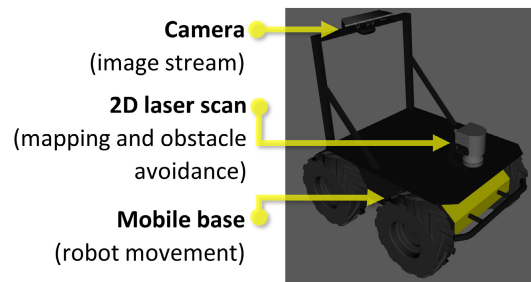 Camera
(image stream)
2D laser scan
(mapping and obstacle
avoidance)
Mobile base
(robot movement)